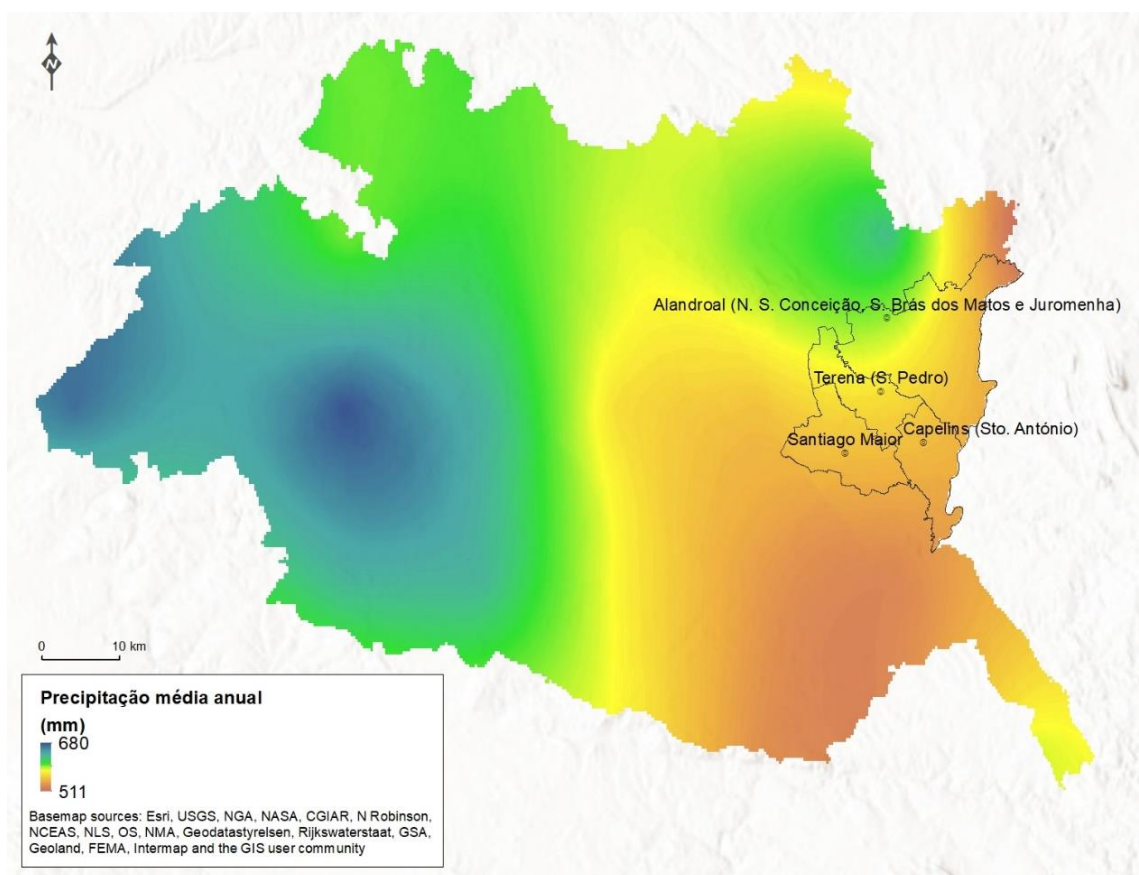 N
Alandroal (N. S. Conceição, S. Brás dos Matos e Juromenha)
Terena (S. Pedro)
Capelins (Sto. António)
Santiago Maior
0 10 km
Precipitação média anual
(mm)
680
511
Basemap sources: Esri, USGS, NGA, NASA, CGIAR, N Robinson,
NCEAS, NLS, OS, NMA, Geodatastyrelsen, Rijkswaterstaat, GSA,
Geoland, FEMA, Intermap and the GIS user community